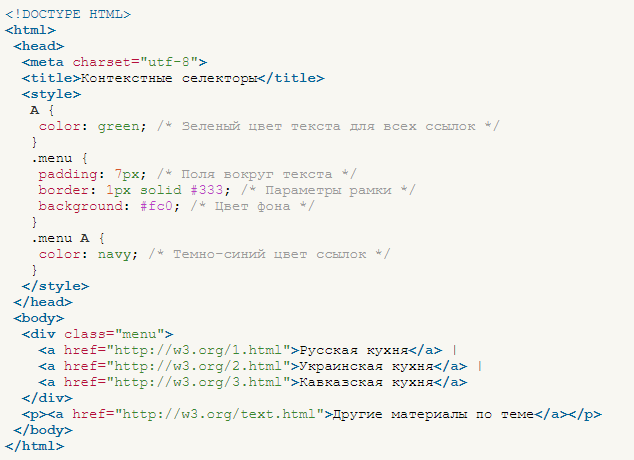 <!DOCTYPE HTML>
<html>
<head>
<meta charset="utf-8">
<title>Контекстные селекторы</title>
<style>
A {
color: green; /* Зеленый цвет текста для всех ссылок */
}
.menu {
padding: 7px; /* Поля вокруг текста */
border: 1px solid #333; /* Параметры рамки */
background: #fc0; /* Цвет фона */
}
.menu A {
color: navy; /* Темно-синий цвет ссылок */
}
</style>
</head>
<body>
<div class="menu">
<a href="http://w3.org/1.html">Русская кухня</a> |
<a href="http://w3.org/2.html">Украинская кухня</a> |
<a href="http://w3.org/3.html">Кавказская кухня</a>
</div>
<p><a href="http://w3.org/text.html">Другие материалы по теме</a></p>
</body>
</html>